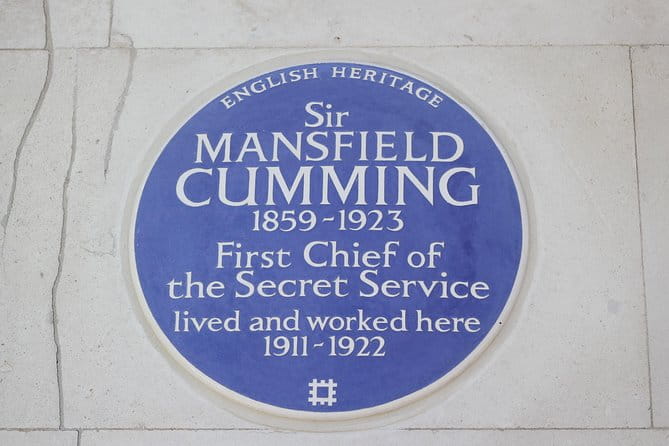 ENGLISH HERITAGE
Sir
MANSFIELD
CUMMING
1859-1923
First Chief of
the Secret Service
lived and worked here
1911-1922